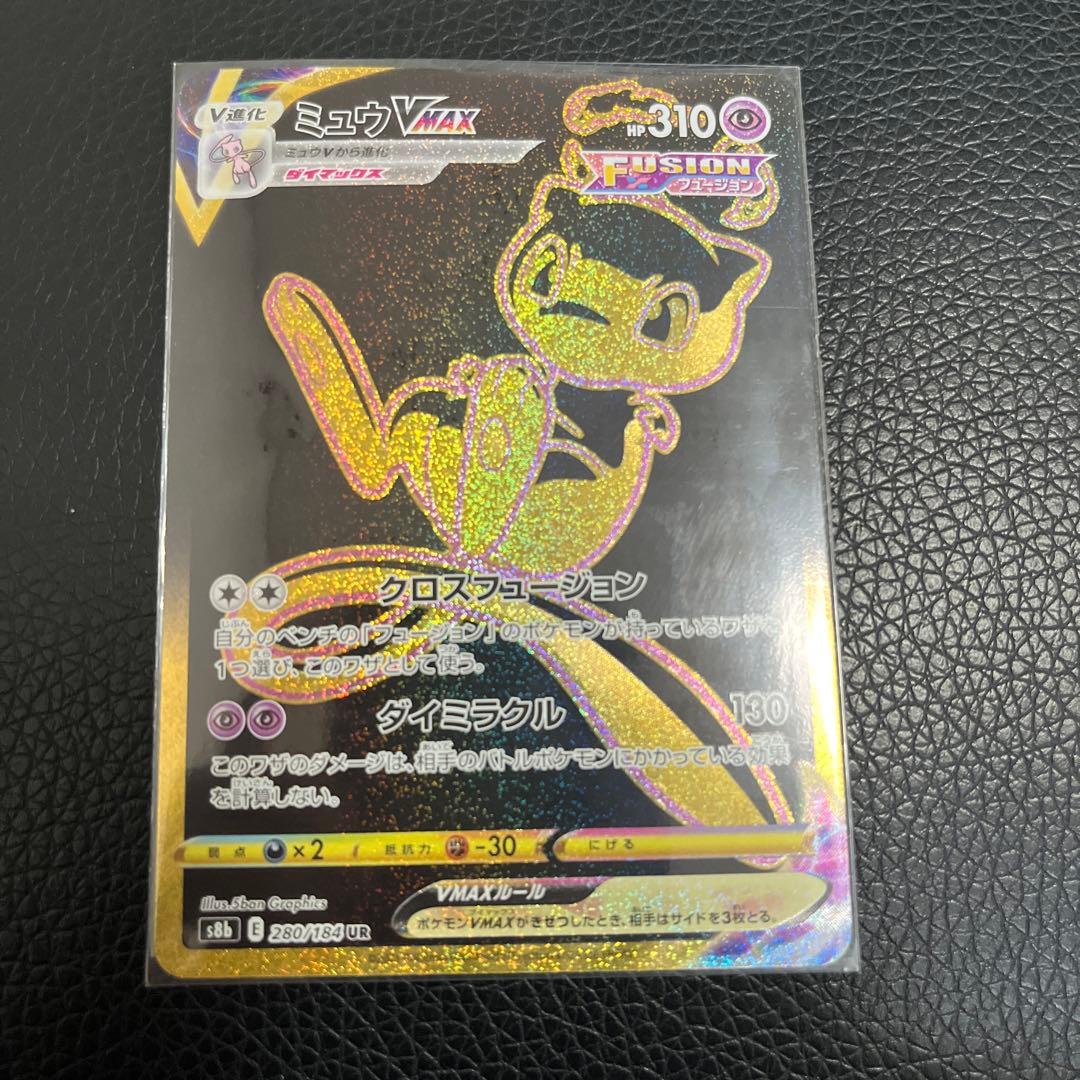 V進化 ミュウVMAX HP310
ミュウVから進化
ダイマックス
FUSION
フュージョン
クロスフュージョン
自分のベンチの「フュージョン」のポケモンが持っているワザを
1つ選び、このワザとして使う。
ダイミラクル 130
このワザのダメージは、相手のバトルポケモンにかかっている効果
を計算しない。
弱点 ×2 抵抗力 -30 にげる
Illus. 5ban Graphics
VMAXルール
ポケモンVMAXがきぜつしたとき、相手はサイドを3枚とる。
s8b E 280/184 UR